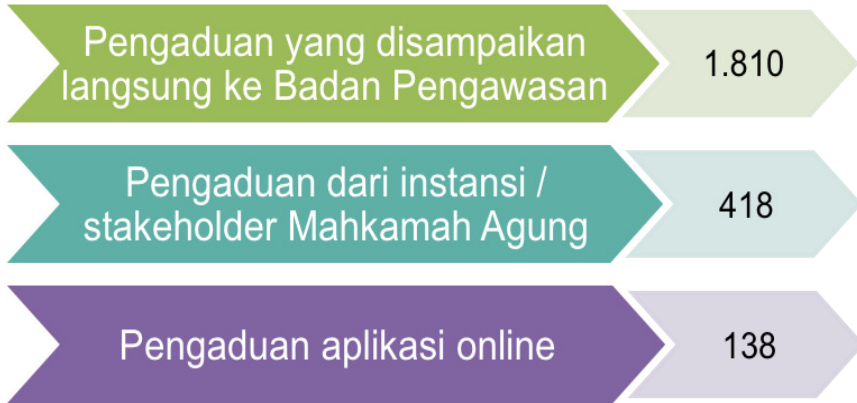 Pengaduan yang disampaikan
langsung ke Badan Pengawasan
1.810
Pengaduan dari instansi /
stakeholder Mahkamah Agung
418
Pengaduan aplikasi online
138